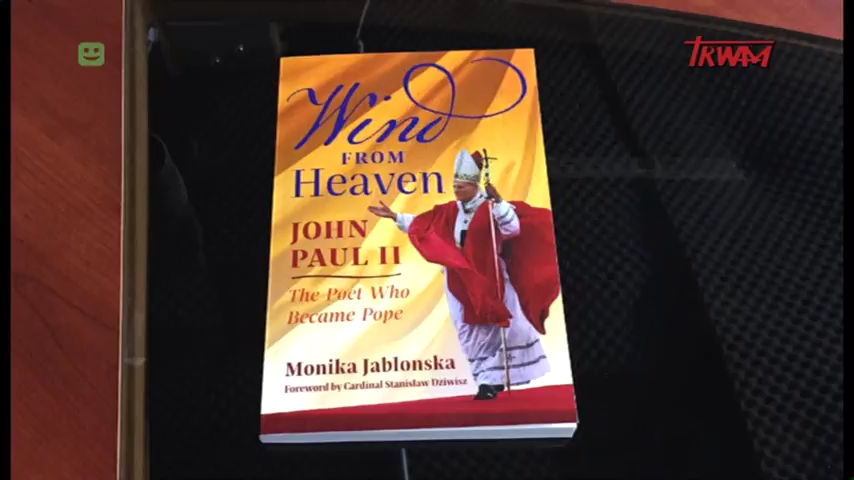 TRWAM
Wind
FROM
Heaven
JOHN
PAUL II
The Poet Who
Became Pope
Monika Jablonska
Foreword by Cardinal Stanisław Dziwisz